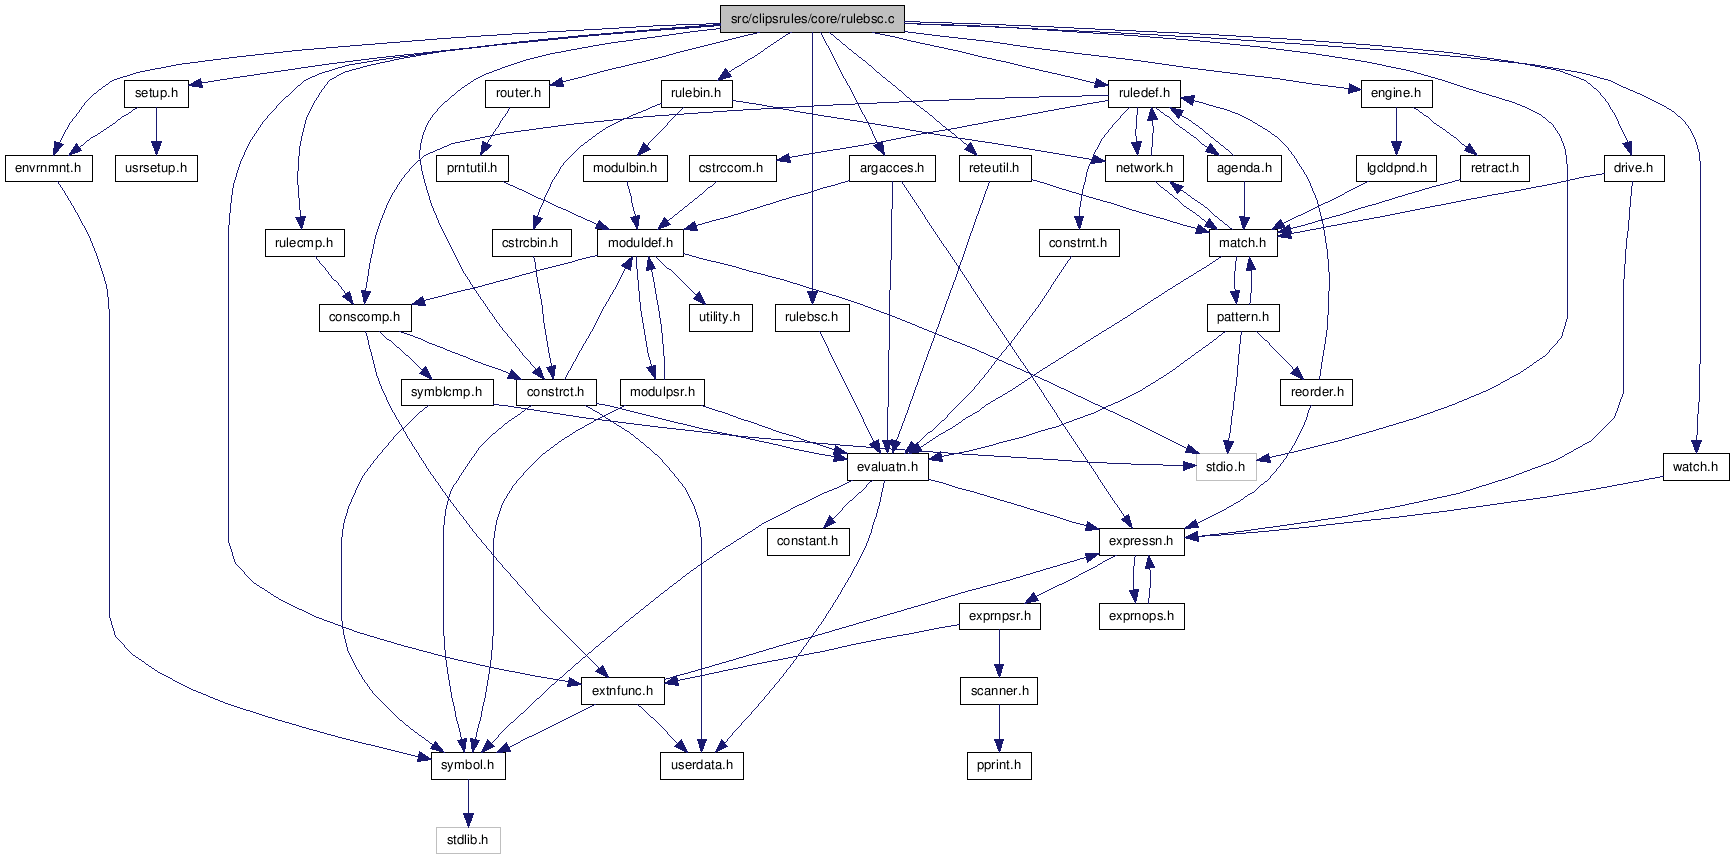 src/clipsrules/core/rulebsc.c
setup.h
router.h
rulebin.h
ruledef.h
engine.h
envrnmnt.h
usrsetup.h
prntutil.h
modulbin.h
cstrccom.h
argacces.h
reteutil.h
network.h
agenda.h
lgcldpnd.h
retract.h
drive.h
rulecmp.h
cstrcbin.h
moduldef.h
constrnt.h
match.h
conscomp.h
utility.h
rulebsc.h
pattern.h
symblcmp.h
constrct.h
modulpsr.h
reorder.h
evaluatn.h
stdio.h
watch.h
constant.h
expressn.h
exprnpsr.h
exprnops.h
extnfunc.h
scanner.h
symbol.h
userdata.h
pprint.h
stdlib.h